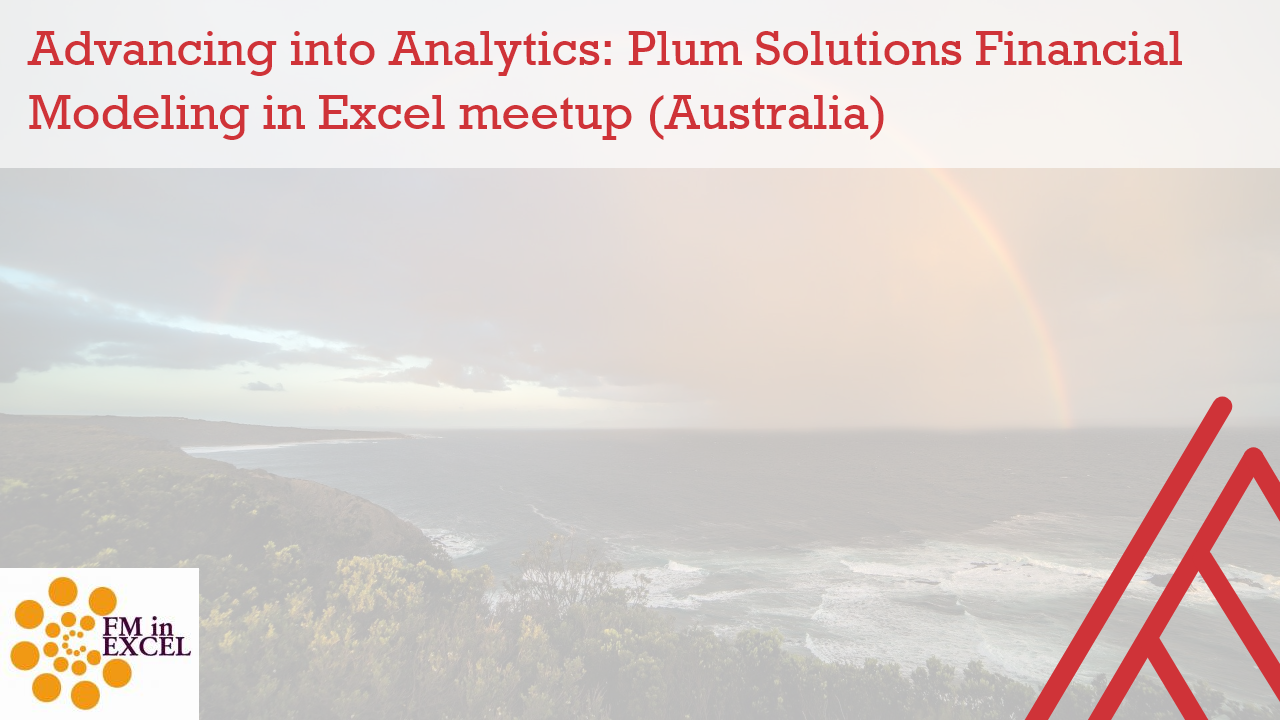 Advancing into Analytics: Plum Solutions Financial
Modeling in Excel meetup (Australia)
FM in
EXCEL